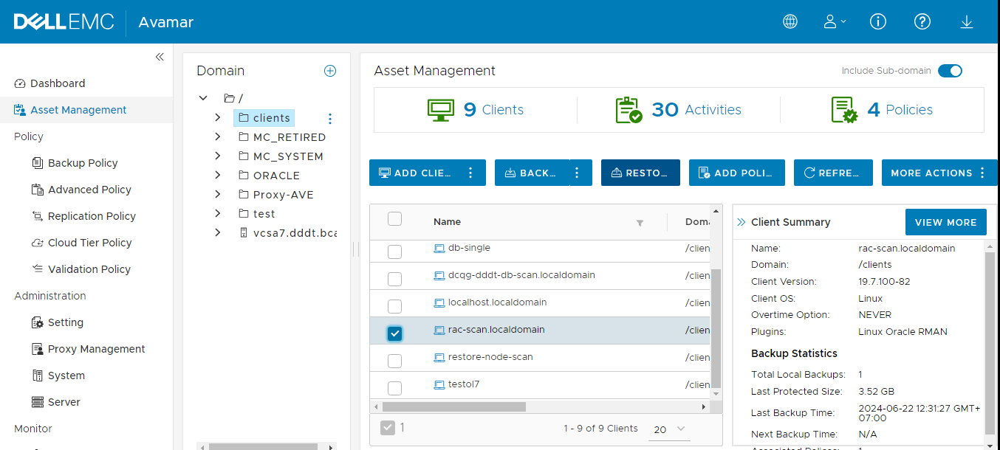 DELLEMC Avamar
Dashboard
Asset Management
Policy
Backup Policy
Advanced Policy
Replication Policy
Cloud Tier Policy
Validation Policy
Administration
Setting
Proxy Management
System
Server
Monitor
Domain
/
clients
MC_RETIRED
MC_SYSTEM
ORACLE
Proxy-AVE
test
vcsa7.dddt.bca
Asset Management
Include Sub-domain
9 Clients
30 Activities
4 Policies
ADD CLIE...
BACK...
RESTO...
ADD POLI...
REFRE...
MORE ACTIONS
Name Doma
db-single /clien
dcqg-dddt-db-scan.localdomain /clien
localhost.localdomain /clien
rac-scan.localdomain /clien
restore-node-scan /clien
testol7 /clien
1
1 - 9 of 9 Clients 20
Client Summary
VIEW MORE
Name: rac-scan.localdomain
Domain: /clients
Client Version: 19.7.100-82
Client OS: Linux
Overtime Option: NEVER
Plugins: Linux Oracle RMAN
Backup Statistics
Total Local Backups: 1
Last Protected Size: 3.52 GB
Last Backup Time: 2024-06-22 12:31:27 GMT+
07:00
Next Backup Time: N/A